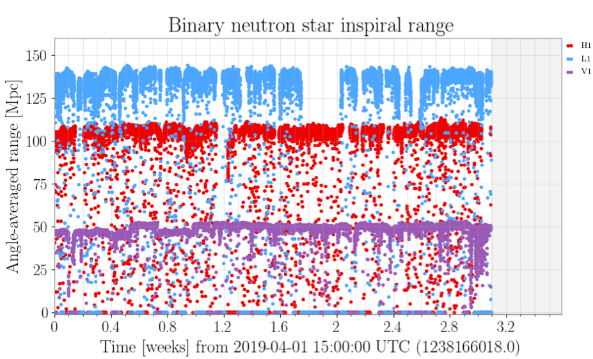 Binary neutron star inspiral range
Angle-averaged range [Mpc]
150
125
100
75
50
25
0
0 0.4 0.8 1.2 1.6 2 2.4 2.8 3.2
Time [weeks] from 2019-04-01 15:00:00 UTC (1238166018.0)
H1
L1
V1